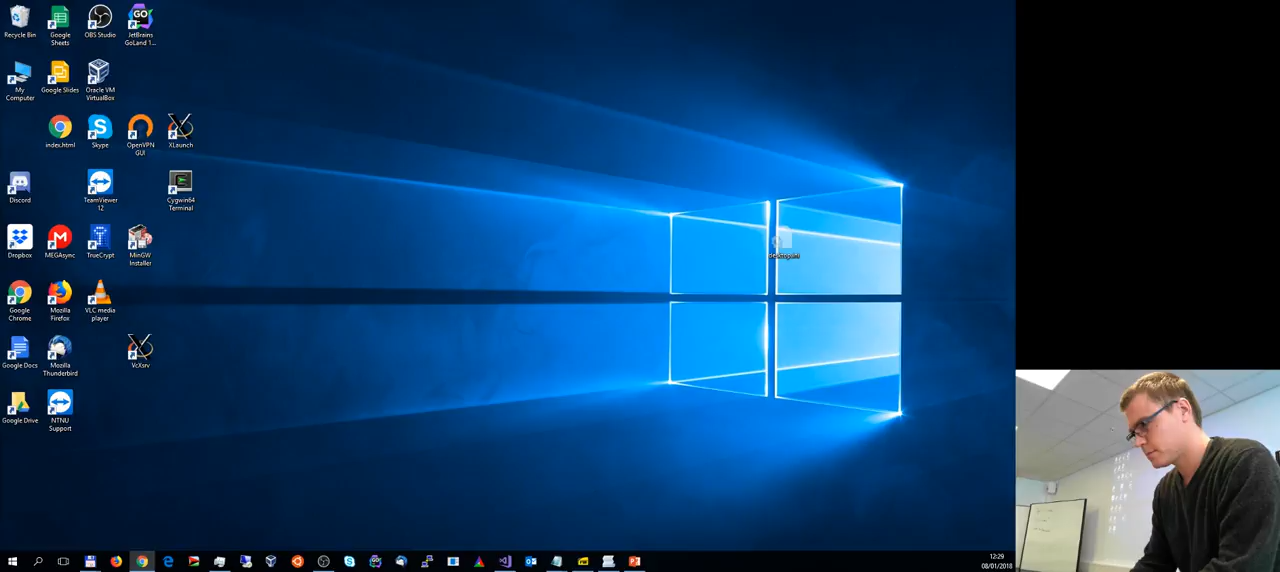 Recycle Bin
Google
Sheets
OBS Studio
JetBrains
GoLand 1...
My
Computer
Google Slides
Oracle VM
VirtualBox
index.html
Skype
OpenVPN
GUI
XLaunch
Discord
TeamViewer
12
Cygwin64
Terminal
Dropbox
MEGAsync
TrueCrypt
MinGW
Installer
desktop.ini
Google
Chrome
Mozilla
Firefox
VLC media
player
Google Docs
Mozilla
Thunderbird
VcXsrv
Google Drive
NTNU
Support
12:29
08/01/2018